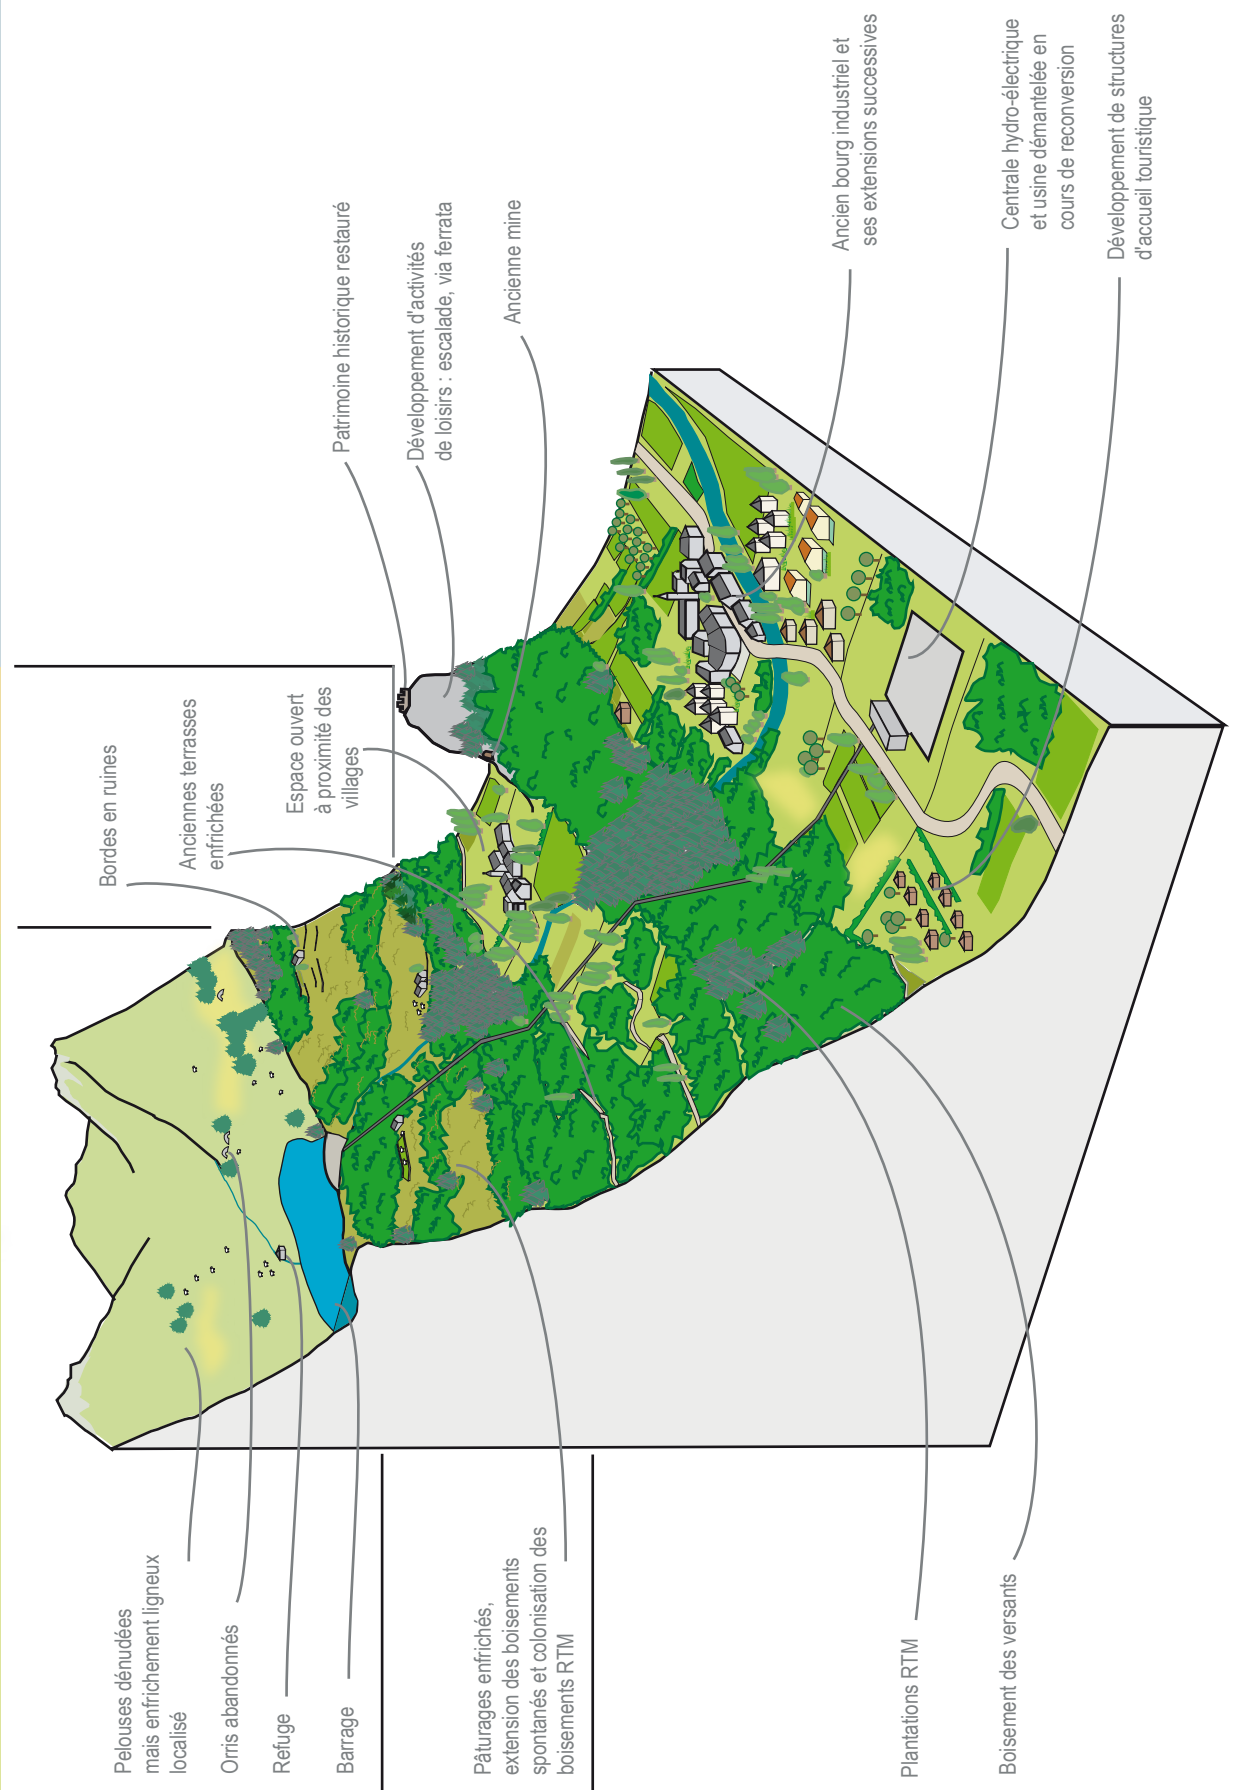 Pelouses dénudées
mais enfrichement ligneux
localisé
Orris abandonnés
Refuge
Barrage
Pâturages enfrichés,
extension des boisements
spontanés et colonisation des
boisements RTM
Plantations RTM
Boisement des versants
Bordes en ruines
Anciennes terrasses
enfrichées
Espace ouvert
à proximité des
villages
Patrimoine historique restauré
Développement d'activités
de loisirs : escalade, via ferrata
Ancienne mine
Ancien bourg industriel et
ses extensions successives
Centrale hydro-électrique
et usine démantelée en
cours de reconversion
Développement de structures
d'accueil touristique